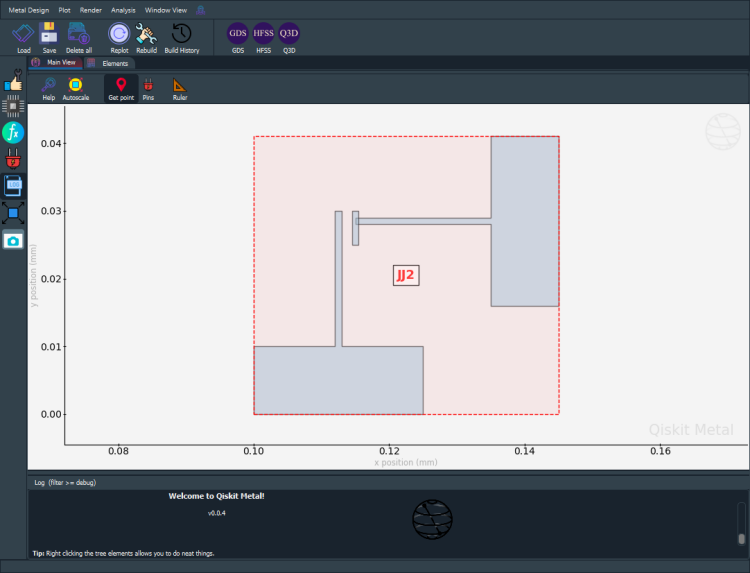 Metal Design Plot Render Analysis Window View
GDS HFSS Q3D
Load Save Delete all Replot Rebuild Build History GDS HFSS Q3D
Main View Elements
Help Autoscale Get point Pins Ruler
0.04
0.03
JJ2
0.02
y position (mm)
0.01
0.00
Qiskit Metal
0.08 0.10 0.12 0.14 0.16
x position (mm)
Log (filter >= debug)
Welcome to Qiskit Metal!
v0.0.4
Tip: Right clicking the tree elements allows you to do neat things.